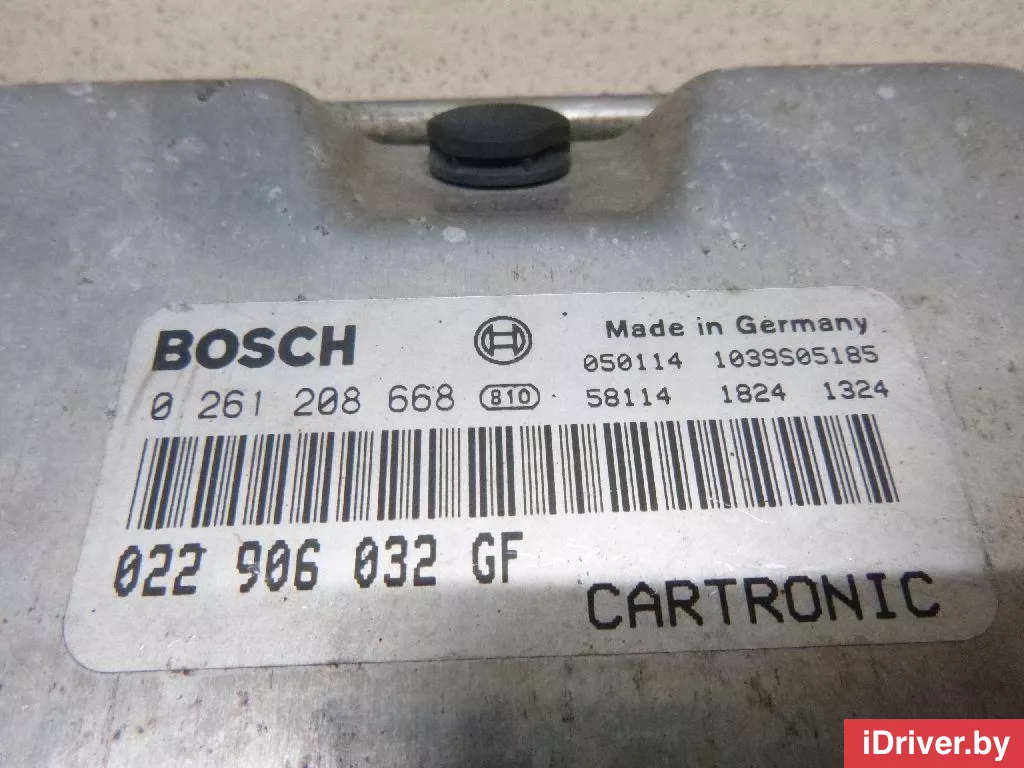 BOSCH
Made in Germany
050114 1039S05185
0 261 208 668 810 58114 1824 1324
022 906 032 GF
CARTRONIC
iDriver.by